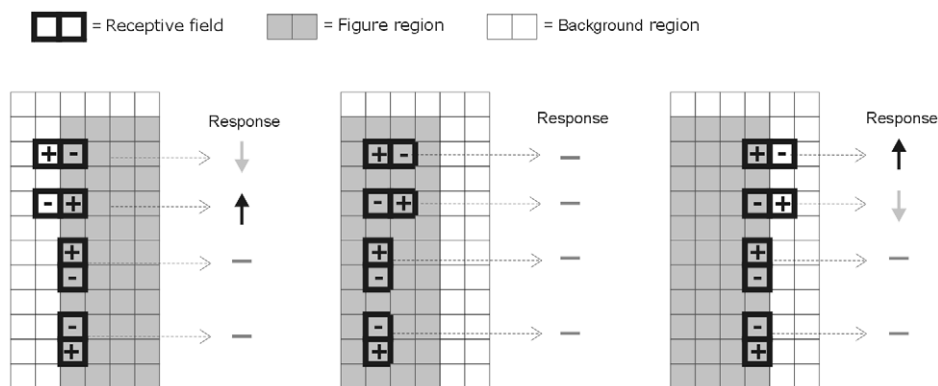 = Receptive field = Figure region = Background region
Response Response Response
+ - + - + -
- + - + - +
+ + +
- - -
- - -
+ + +